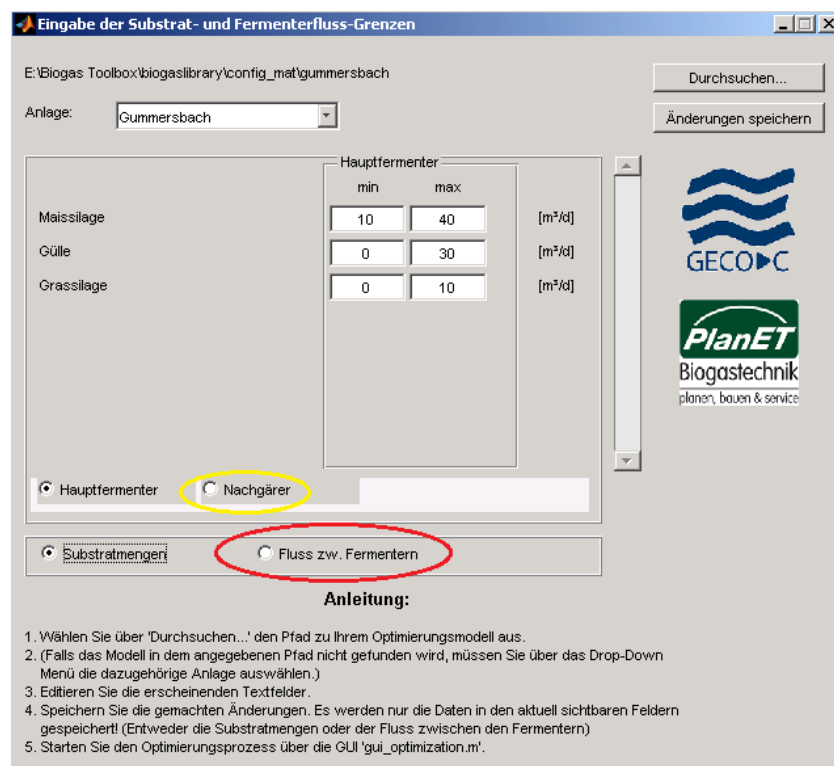 Eingabe der Substrat- und Fermenterfluss-Grenzen
E:\Biogas Toolbox\biogaslibrary\config_mat\gummersbach
Durchsuchen...
Anlage:
Gummersbach
Änderungen speichern
Hauptfermenter
min max
Maissilage 10 40 [m³/d]
Gülle 0 30 [m³/d]
Grassilage 0 10 [m³/d]
GECO C
PlanET
Biogastechnik
planen, bauen & service
Hauptfermenter Nachgärer
Substratmengen Fluss zw. Fermentern
Anleitung:
1. Wählen Sie über 'Durchsuchen...' den Pfad zu Ihrem Optimierungsmodell aus.
2. (Falls das Modell in dem angegebenen Pfad nicht gefunden wird, müssen Sie über das Drop-Down
Menü die dazugehörige Anlage auswählen.)
3. Editieren Sie die erscheinenden Textfelder.
4. Speichern Sie die gemachten Änderungen. Es werden nur die Daten in den aktuell sichtbaren Feldern
gespeichert! (Entweder die Substratmengen oder der Fluss zwischen den Fermentern)
5. Starten Sie den Optimierungsprozess über die GUI 'gui_optimization.m'.